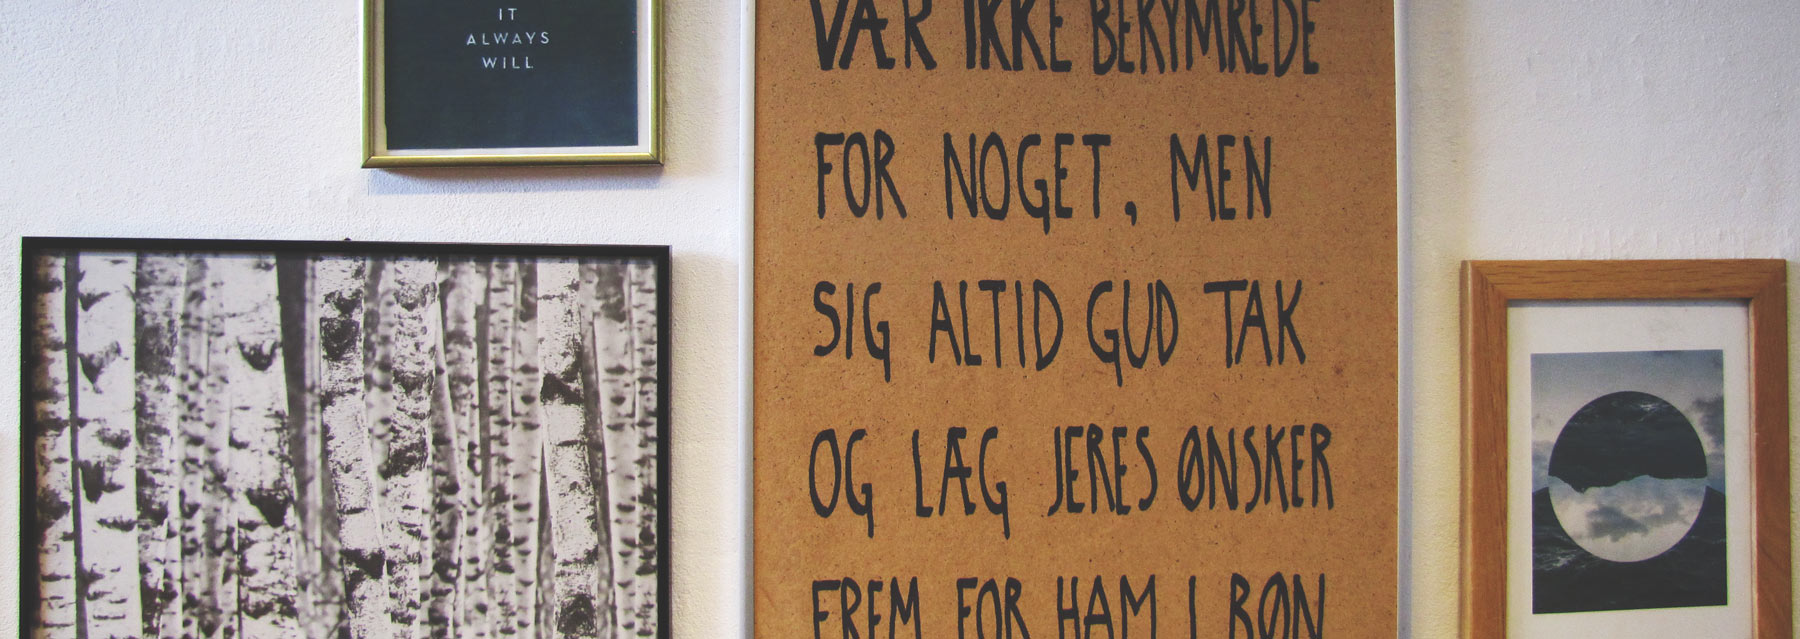 IT
ALWAYS
WILL
VÆR IKKE BEKYMREDE
FOR NOGET, MEN
SIG ALTID GUD TAK
OG LÆG JERES ØNSKER
FREM FOR HAM I BØN